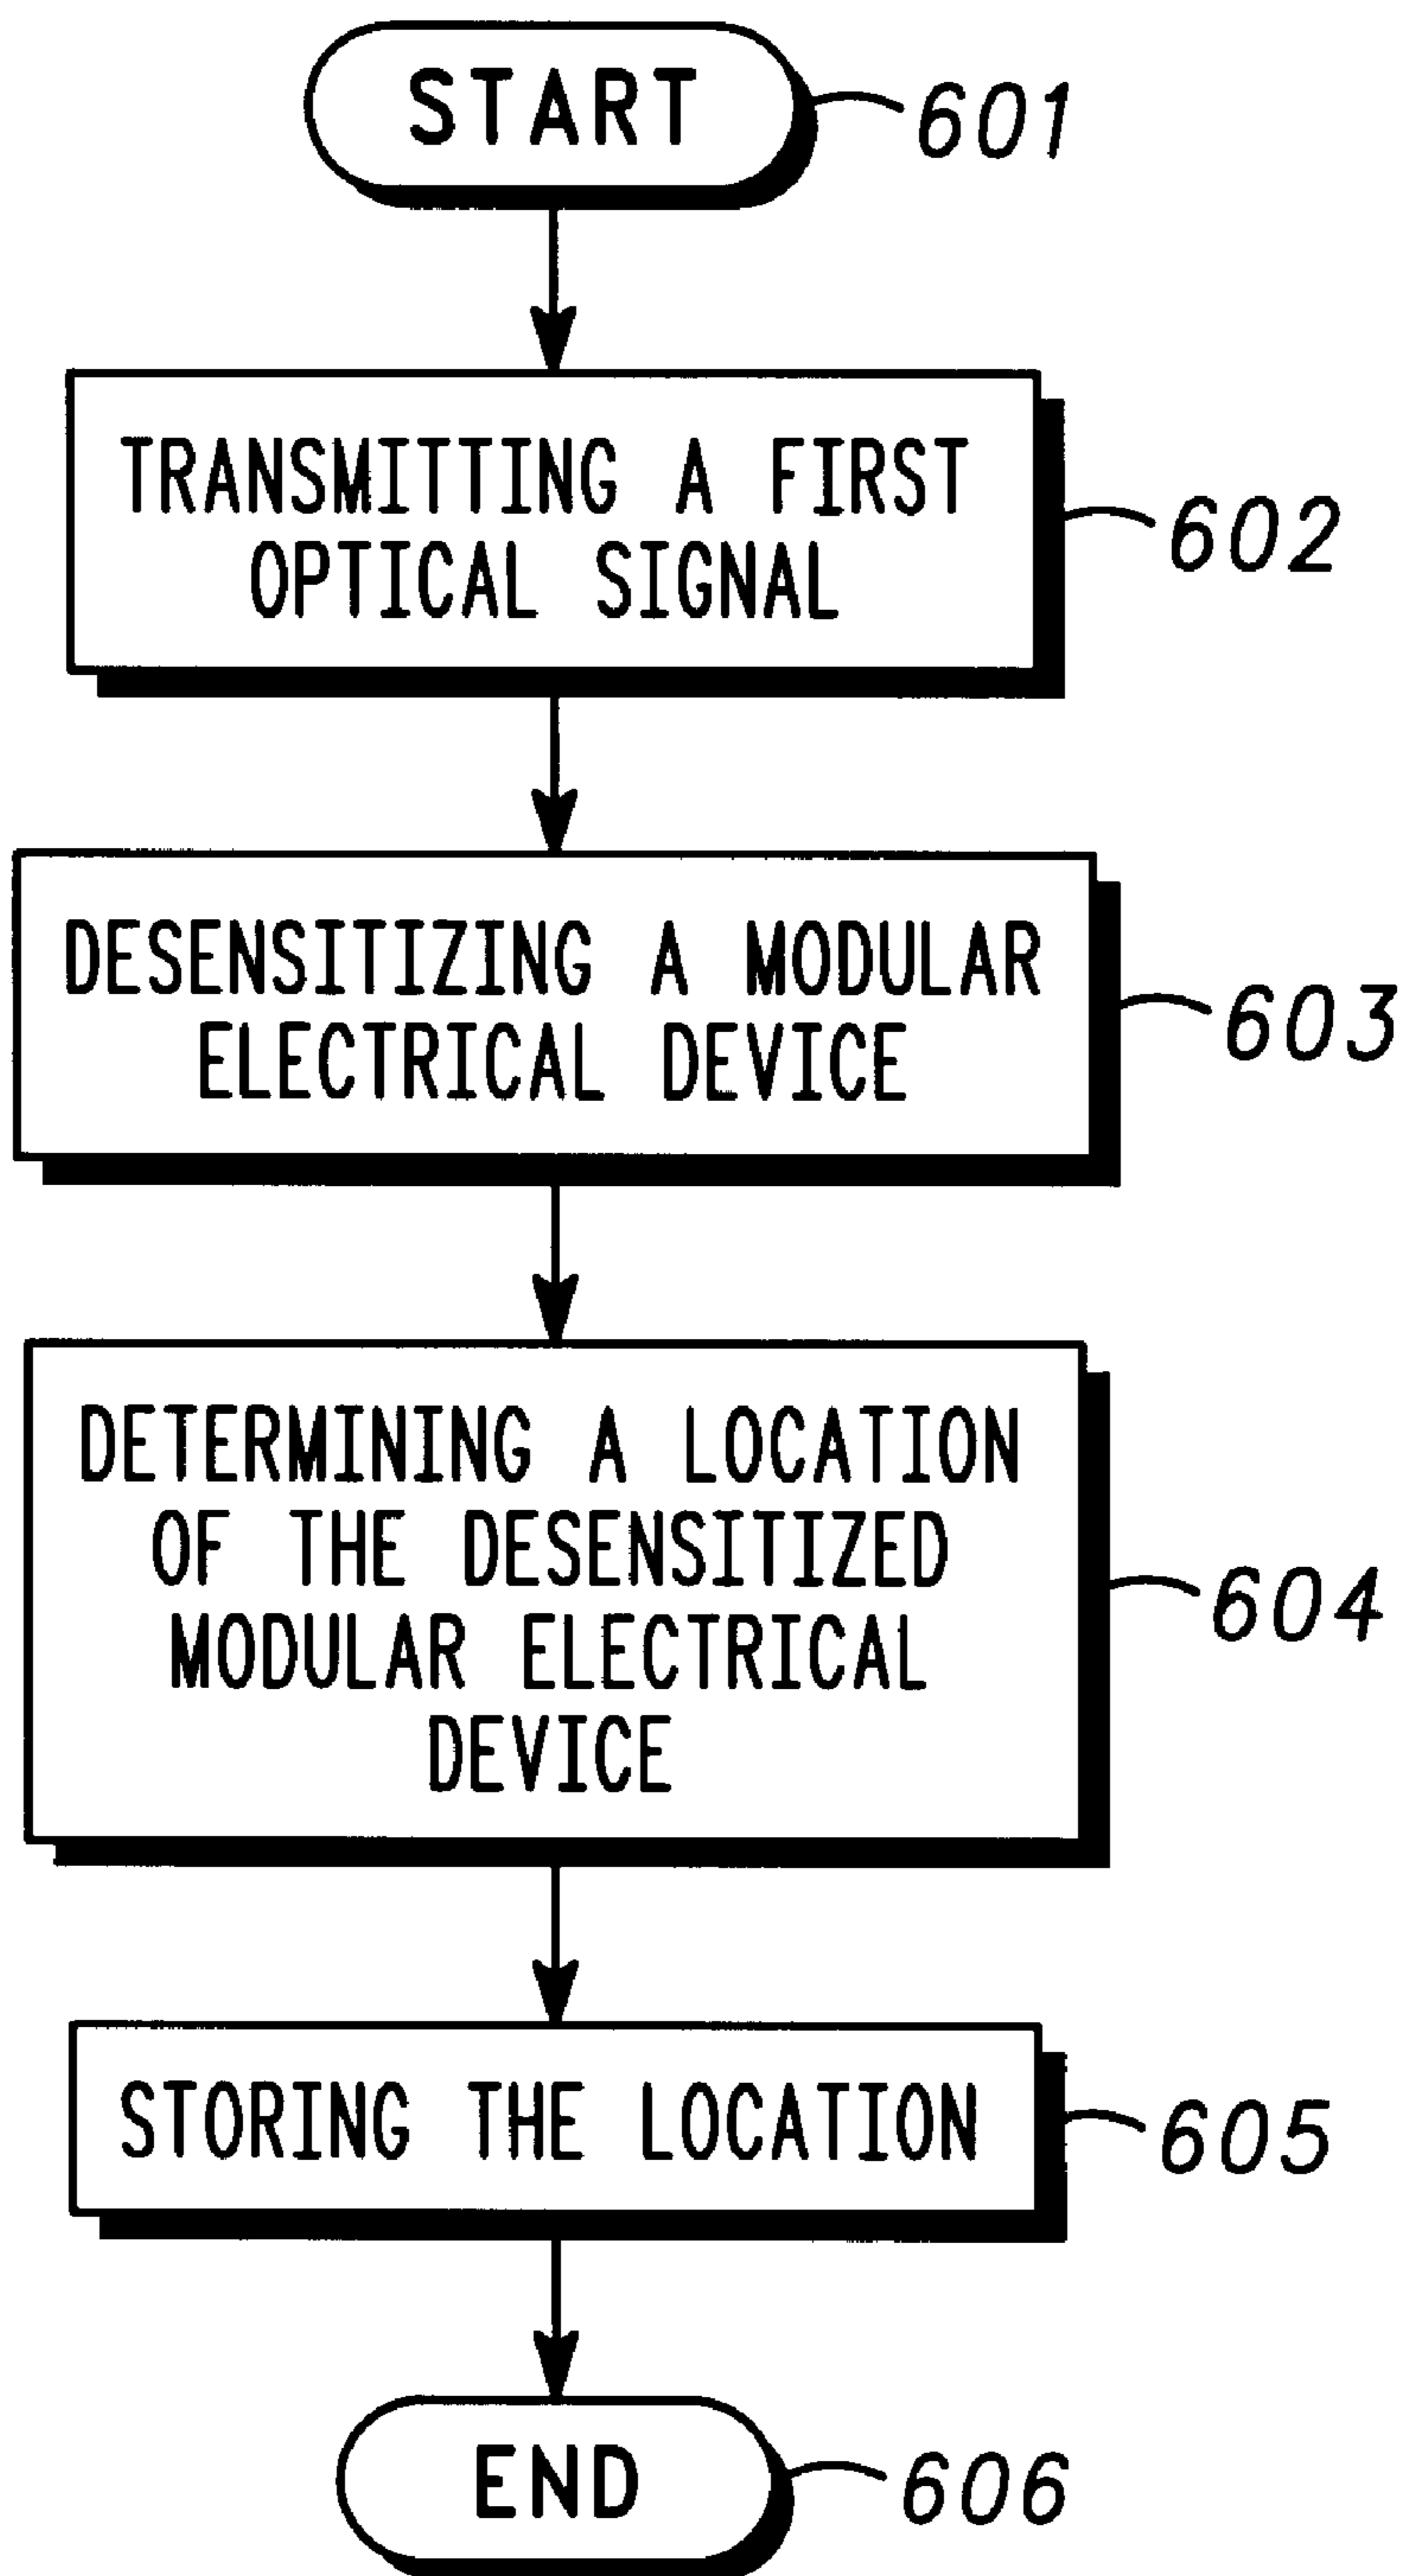 START
601
TRANSMITTING A FIRST
OPTICAL SIGNAL
602
DESENSITIZING A MODULAR
ELECTRICAL DEVICE
603
DETERMINING A LOCATION
OF THE DESENSITIZED
MODULAR ELECTRICAL
DEVICE
604
STORING THE LOCATION
605
END
606